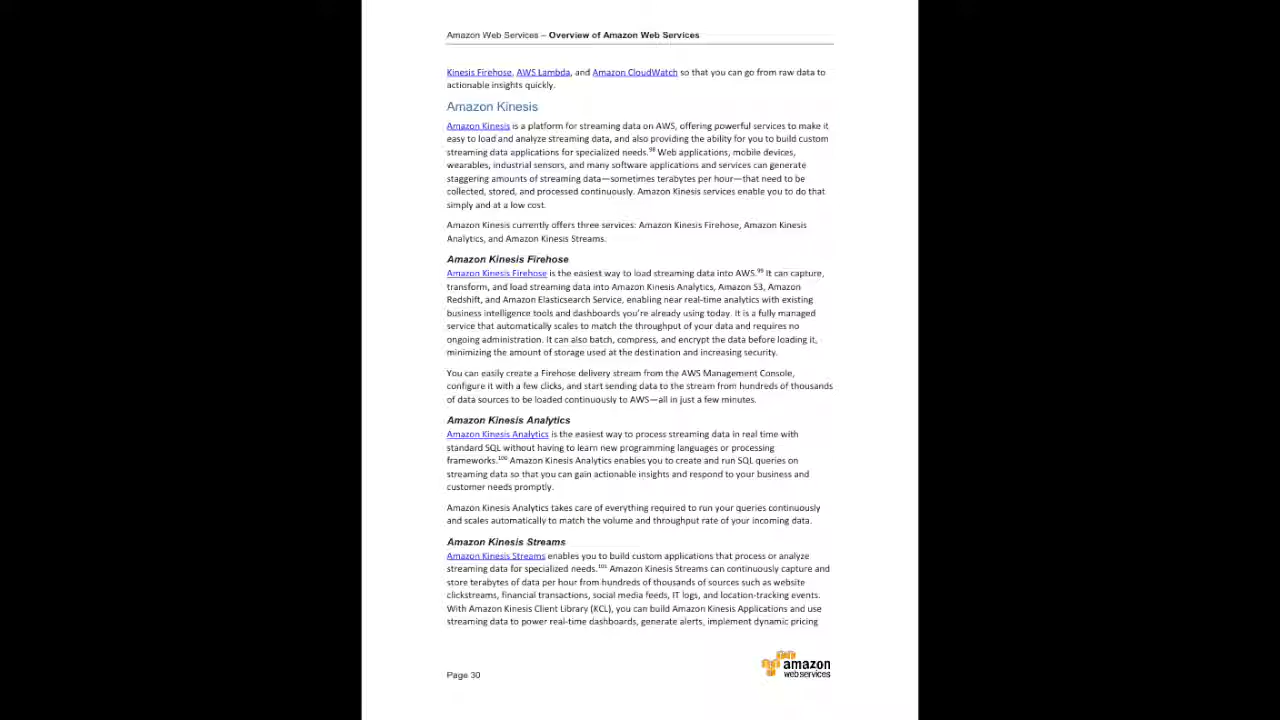 Amazon Web Services – Overview of Amazon Web Services
Kinesis Firehose, AWS Lambda, and Amazon CloudWatch so that you can go from raw data to
actionable insights quickly.
Amazon Kinesis
Amazon Kinesis is a platform for streaming data on AWS, offering powerful services to make it
easy to load and analyze streaming data, and also providing the ability for you to build custom
streaming data applications for specialized needs.98 Web applications, mobile devices,
wearables, industrial sensors, and many software applications and services can generate
staggering amounts of streaming data—sometimes terabytes per hour—that need to be
collected, stored, and processed continuously. Amazon Kinesis services enable you to do that
simply and at a low cost.
Amazon Kinesis currently offers three services: Amazon Kinesis Firehose, Amazon Kinesis
Analytics, and Amazon Kinesis Streams.
Amazon Kinesis Firehose
Amazon Kinesis Firehose is the easiest way to load streaming data into AWS.99 It can capture,
transform, and load streaming data into Amazon Kinesis Analytics, Amazon S3, Amazon
Redshift, and Amazon Elasticsearch Service, enabling near real-time analytics with existing
business intelligence tools and dashboards you're already using today. It is a fully managed
service that automatically scales to match the throughput of your data and requires no
ongoing administration. It can also batch, compress, and encrypt the data before loading it,
minimizing the amount of storage used at the destination and increasing security.
You can easily create a Firehose delivery stream from the AWS Management Console,
configure it with a few clicks, and start sending data to the stream from hundreds of thousands
of data sources to be loaded continuously to AWS—all in just a few minutes.
Amazon Kinesis Analytics
Amazon Kinesis Analytics is the easiest way to process streaming data in real time with
standard SQL without having to learn new programming languages or processing
frameworks.100 Amazon Kinesis Analytics enables you to create and run SQL queries on
streaming data so that you can gain actionable insights and respond to your business and
customer needs promptly.
Amazon Kinesis Analytics takes care of everything required to run your queries continuously
and scales automatically to match the volume and throughput rate of your incoming data.
Amazon Kinesis Streams
Amazon Kinesis Streams enables you to build custom applications that process or analyze
streaming data for specialized needs.101 Amazon Kinesis Streams can continuously capture and
store terabytes of data per hour from hundreds of thousands of sources such as website
clickstreams, financial transactions, social media feeds, IT logs, and location-tracking events.
With Amazon Kinesis Client Library (KCL), you can build Amazon Kinesis Applications and use
streaming data to power real-time dashboards, generate alerts, implement dynamic pricing
Page 30
amazon
webservices